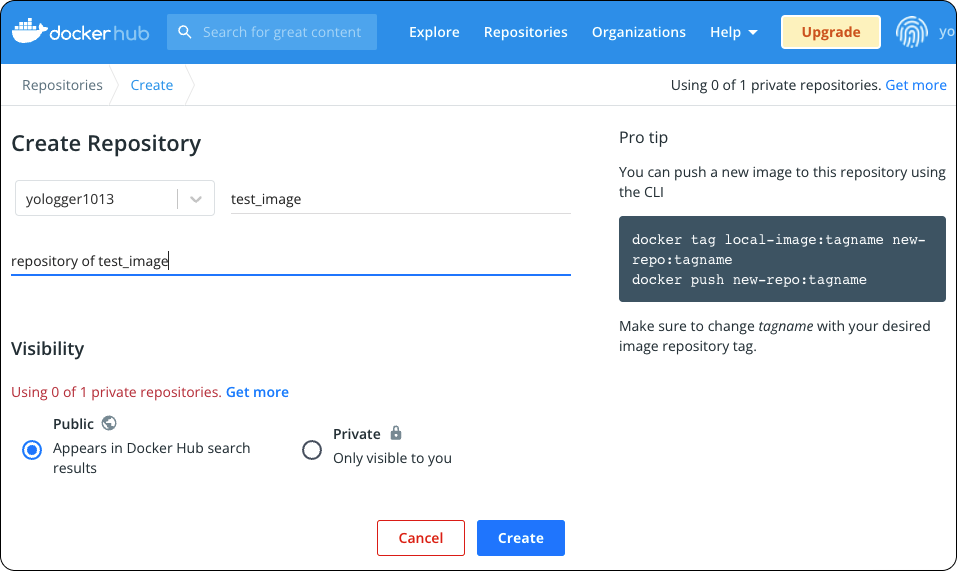 docker hub Search for great content Explore Repositories Organizations Help Upgrade yo
Repositories Create Using 0 of 1 private repositories. Get more
Create Repository
yologger1013 test_image
repository of test_image
Visibility
Using 0 of 1 private repositories. Get more
Public
Appears in Docker Hub search
results
Private
Only visible to you
Cancel Create
Pro tip
You can push a new image to this repository using
the CLI
docker tag local-image:tagname new-
repo:tagname
docker push new-repo:tagname
Make sure to change tagname with your desired
image repository tag.